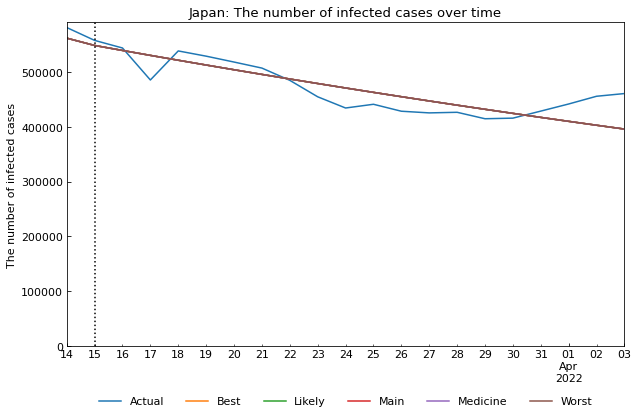 Japan: The number of infected cases over time
The number of infected cases
500000
400000
300000
200000
100000
0
14 15 16 17 18 19 20 21 22 23 24 25 26 27 28 29 30 31 01 02 03
Apr
2022
Actual Best Likely Main Medicine Worst